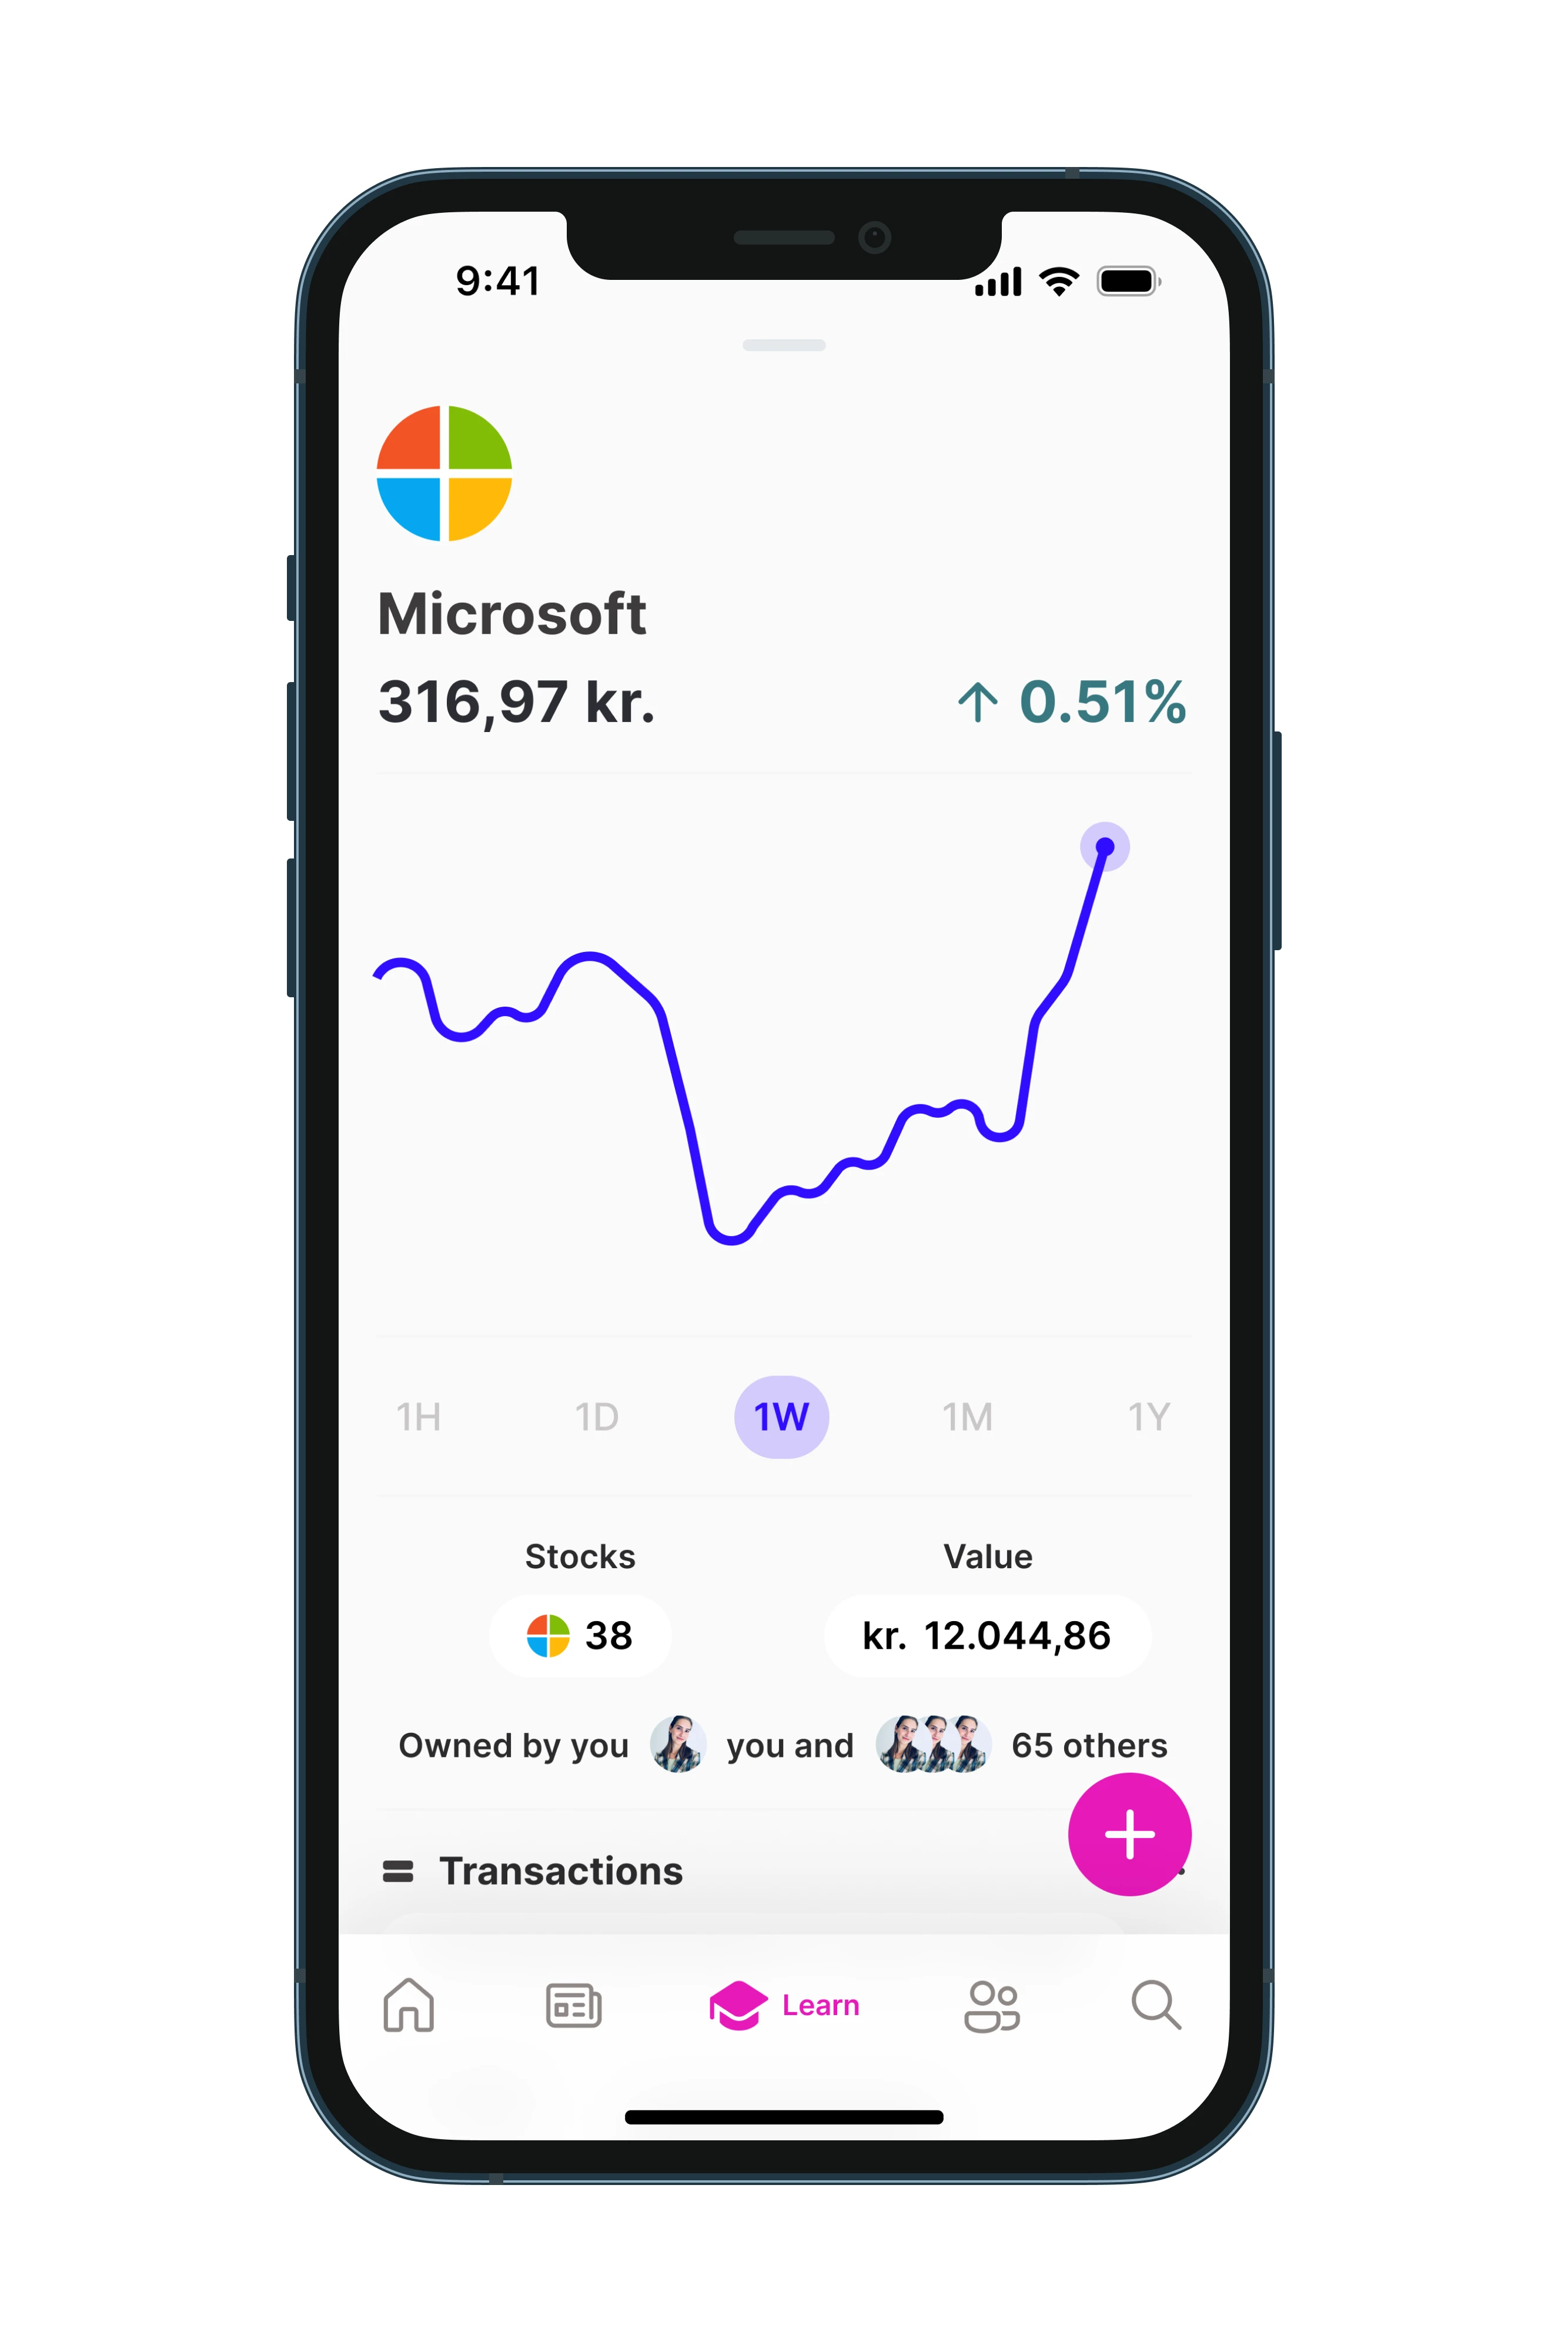 9:41
Microsoft
316,97 kr. ↑ 0.51%
1H 1D 1W 1M 1Y
Stocks Value
38 kr. 12.044,86
Owned by you you and 65 others
Transactions
Learn